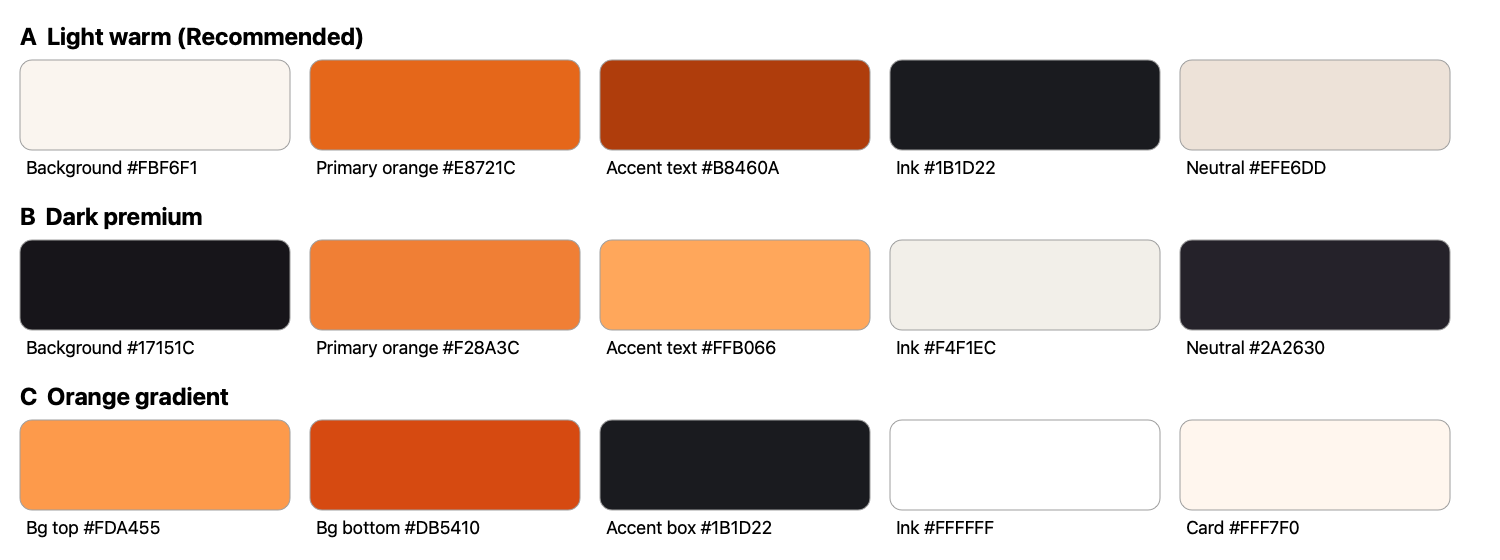 A Light warm (Recommended)
Background #FBF6F1 Primary orange #E8721C Accent text #B8460A Ink #1B1D22 Neutral #EFE6DD
B Dark premium
Background #17151C Primary orange #F28A3C Accent text #FFB066 Ink #F4F1EC Neutral #2A2630
C Orange gradient
Bg top #FDA455 Bg bottom #DB5410 Accent box #1B1D22 Ink #FFFFFF Card #FFF7F0